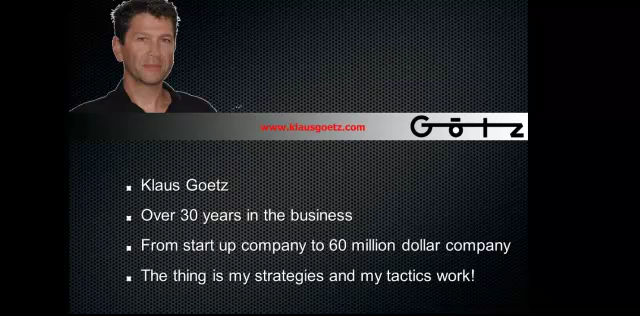 www.klausgoetz.com
Götz
Klaus Goetz
Over 30 years in the business
From start up company to 60 million dollar company
The thing is my strategies and my tactics work!